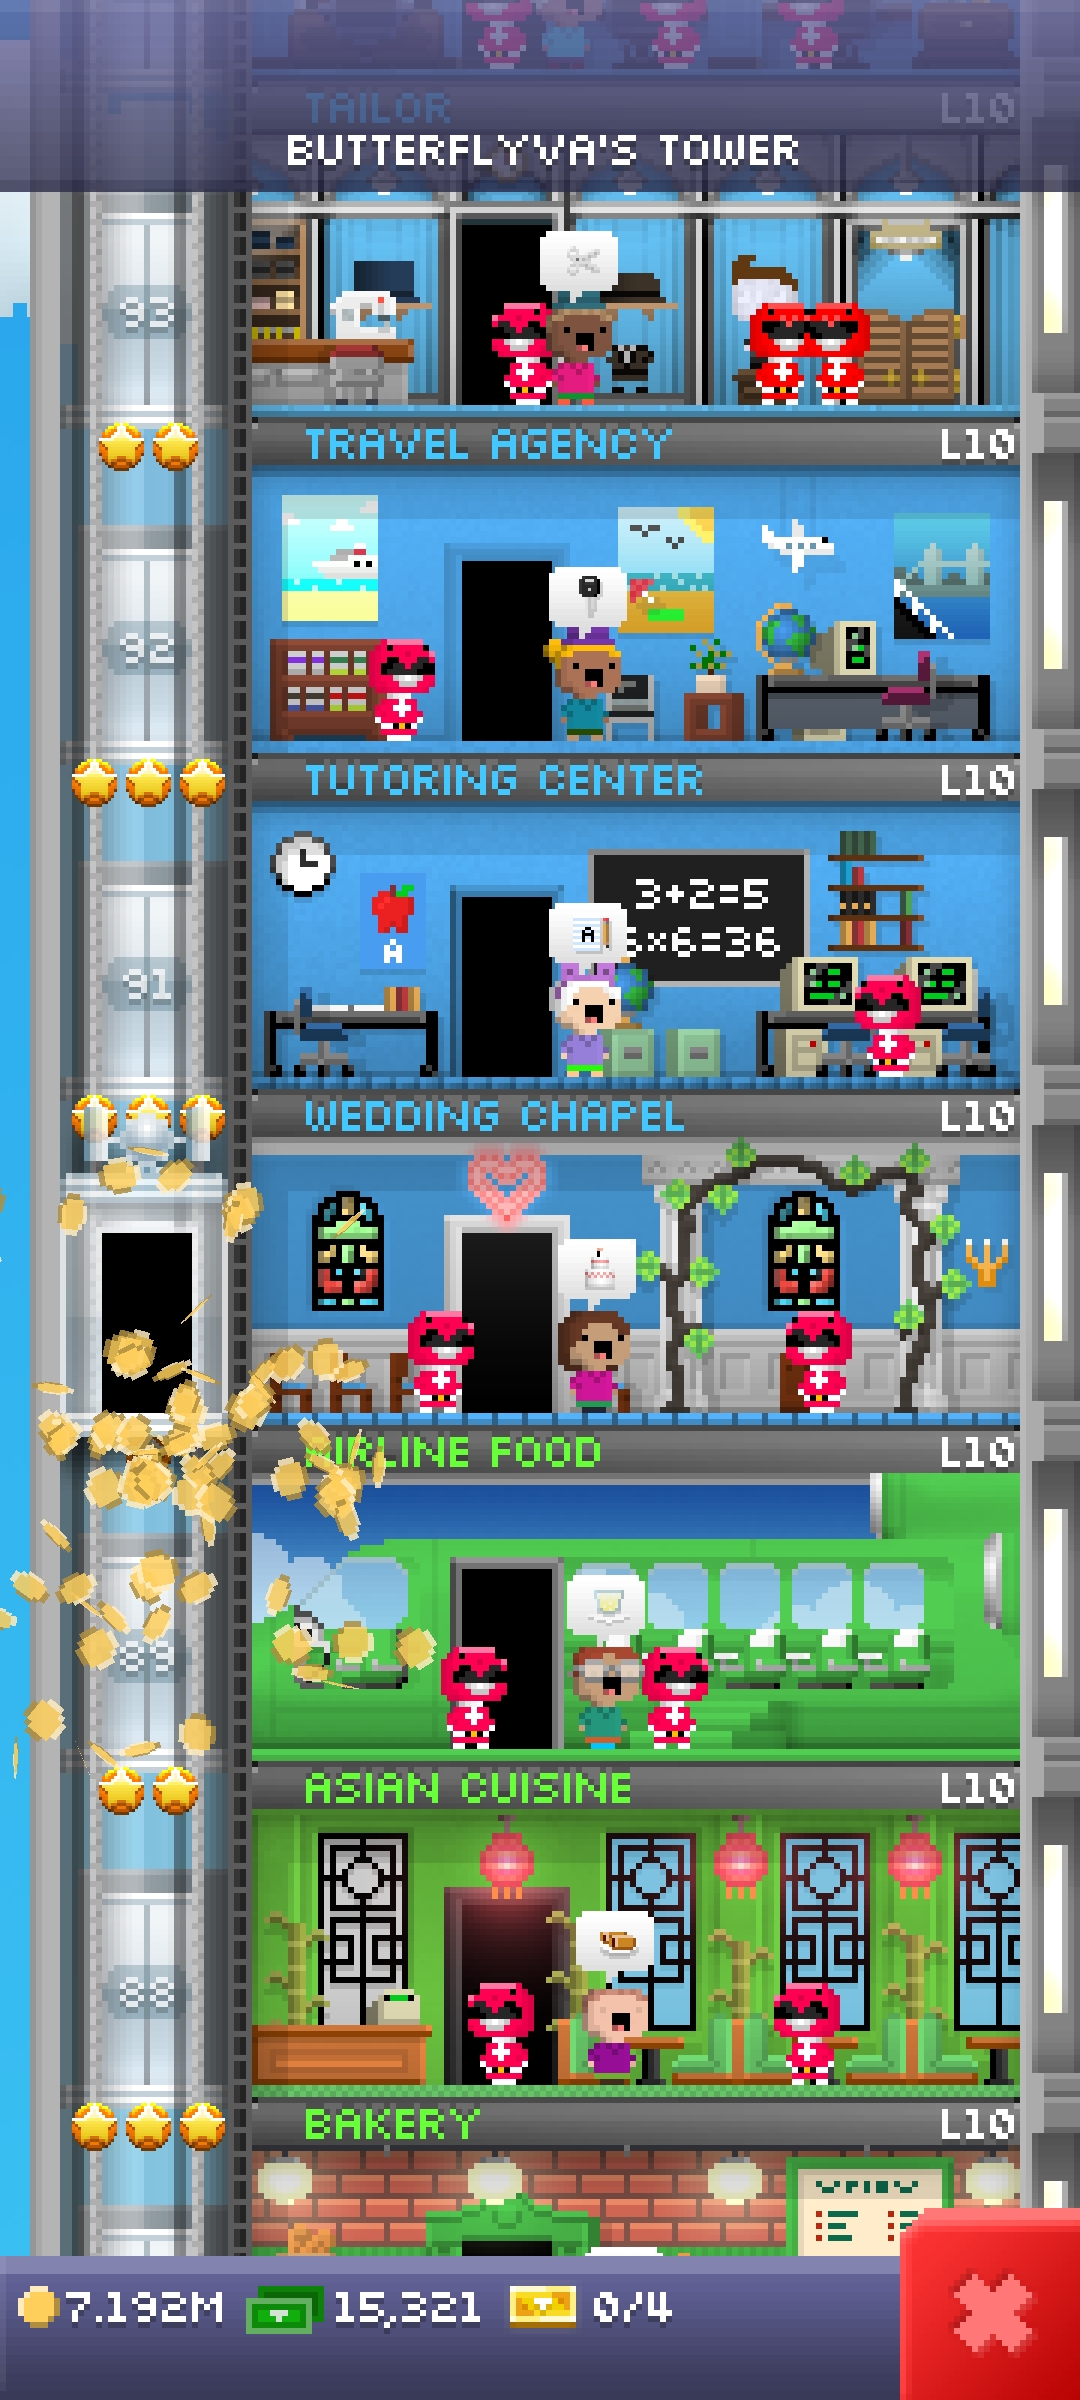 TAILOR L10
BUTTERFLYVA'S TOWER
93
TRAVEL AGENCY L10
92
TUTORING CENTER L10
3+2=5
6x6=36
A
A
91
WEDDING CHAPEL L10
AIRLINE FOOD L10
89
ASIAN CUISINE L10
88
BAKERY L10
7.192M 15,321 0/4